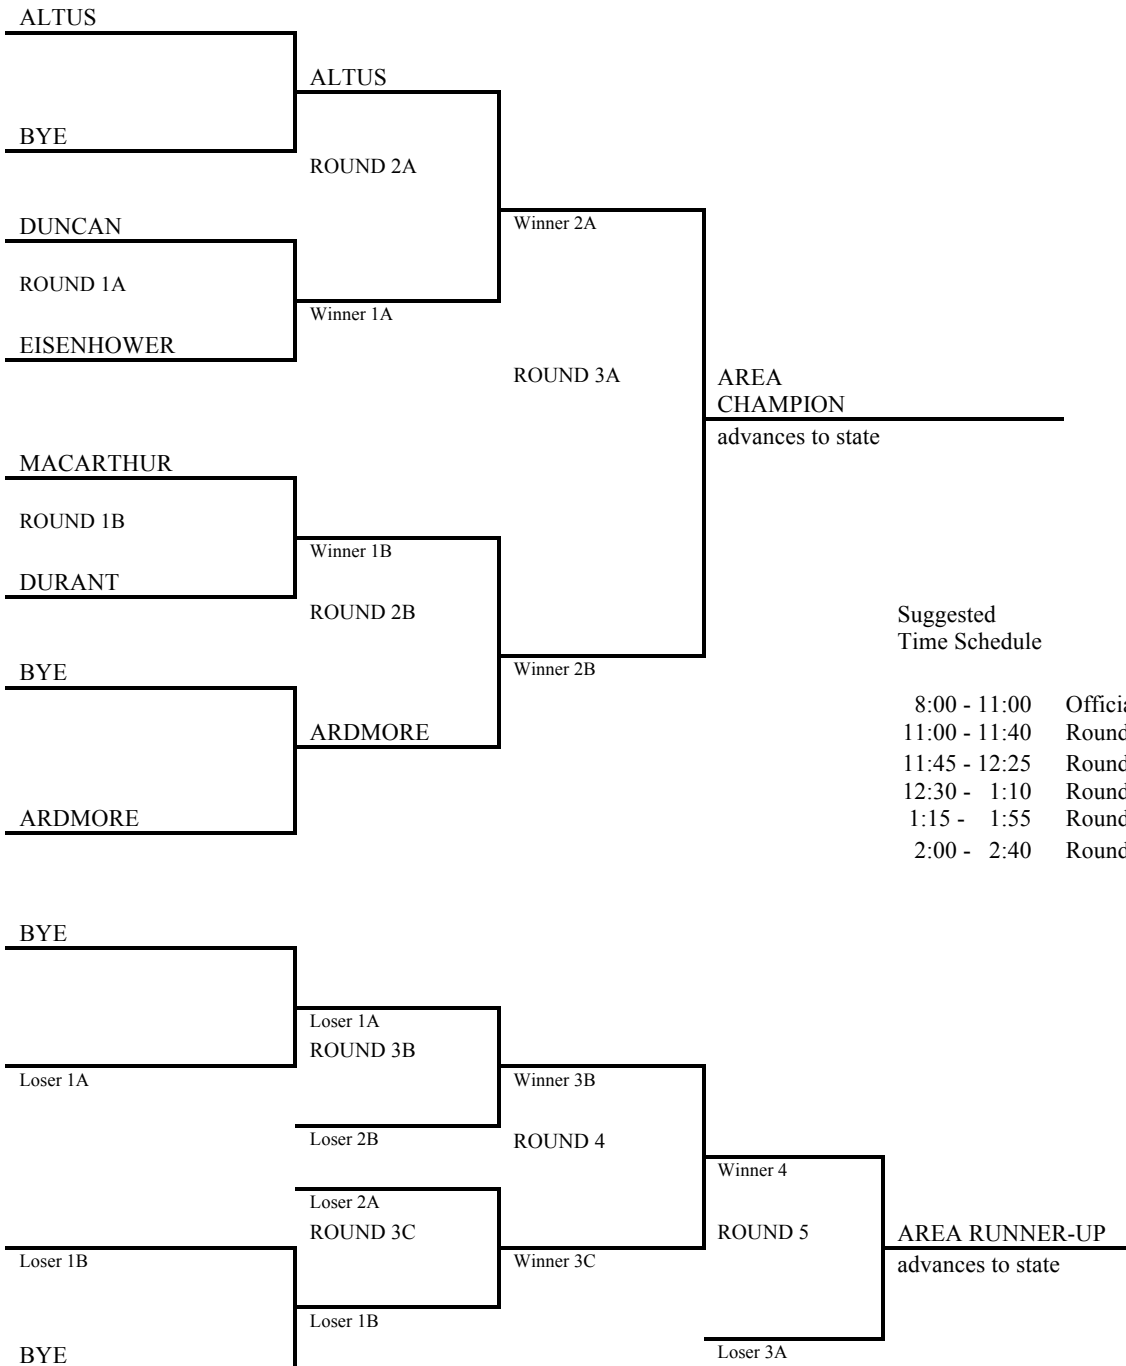 ALTUS
ALTUS
BYE
ROUND 2A
DUNCAN
Winner 2A
ROUND 1A
Winner 1A
EISENHOWER
ROUND 3A
AREA
CHAMPION
advances to state
MACARTHUR
ROUND 1B
Winner 1B
DURANT
ROUND 2B
Winner 2B
BYE
ARDMORE
ARDMORE
Suggested
Time Schedule
8:00 - 11:00
11:00 - 11:40 Round
11:45 - 12:25 Round
12:30 - 1:10 Round
1:15 - 1:55 Round
2:00 - 2:40 Round
BYE
Loser 1A
ROUND 3B
Loser 1A
Winner 3B
Loser 2B
ROUND 4
Winner 4
Loser 2A
ROUND 3C
ROUND 5
AREA RUNNER-UP
Loser 1B
Winner 3C
advances to state
Loser 1B
BYE
Loser 3A